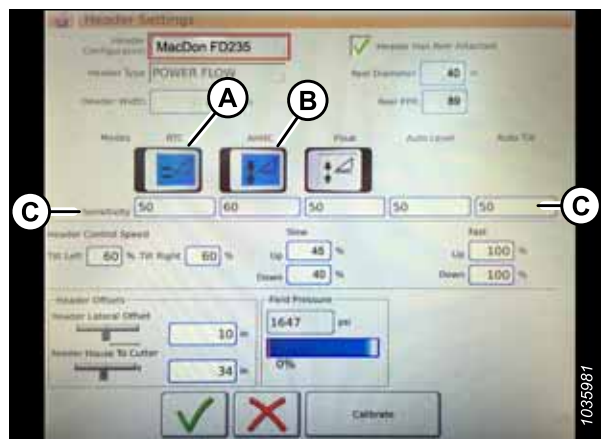 Header Settings
Header Configuration MacDon FD235 Header Has Reel Attached
Header Type POWER FLOW Reel Diameter 40 in
Header Width Reel PPR 89
A B
Modes RTC AHHC Float Auto Level Auto Tilt
C Sensitivity 50 60 50 50 50 C
Header Control Speed Slow Fast
Tilt Left 60 % Tilt Right 60 % Up 45 % Up 100 %
Down 40 % Down 100 %
Header Offsets Field Pressure
Header Lateral Offset 1647 psi
10 in
Header House To Cutter 0%
34 in
Calibrate
1035981